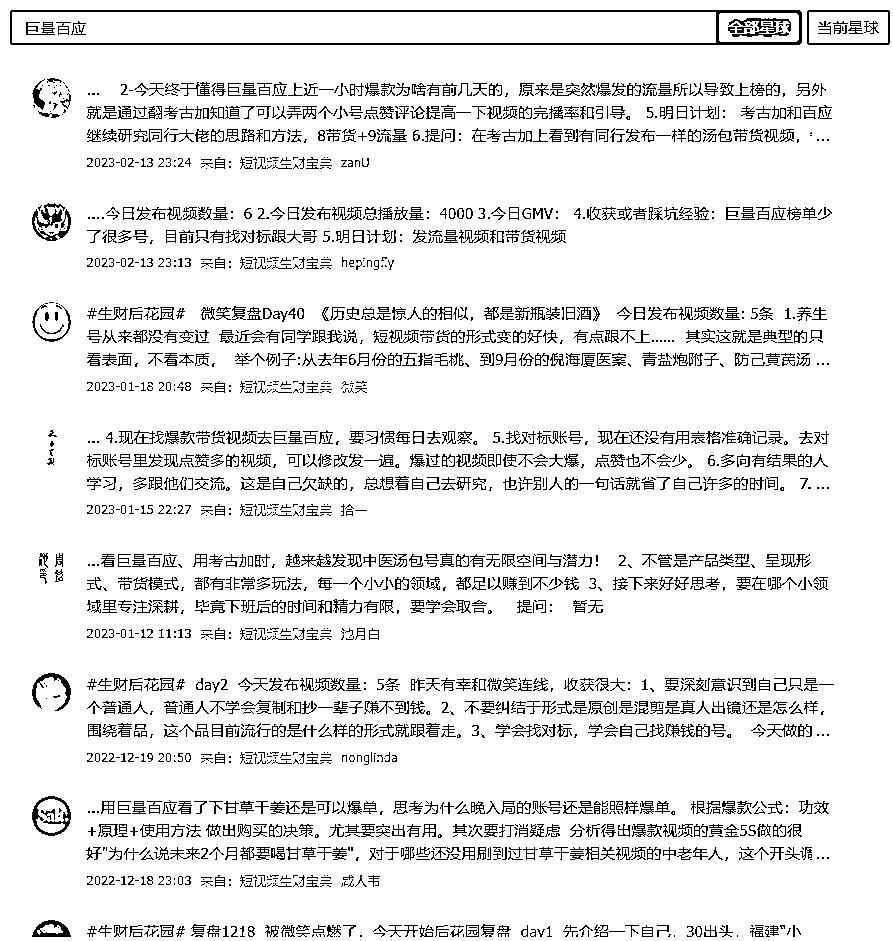 巨量百应 全部星球 当前星球
... 2-今天终于懂得巨量百应上近一小时爆款为啥有前几天的，原来是突然爆发的流量所以导致上榜的，另外
就是通过翻考古加知道了可以弄两个小号点赞评论提高一下视频的完播率和引导。 5.明日计划： 考古加和百应
继续研究同行大佬的思路和方法，8带货+9流量 6.提问：在考古加上看到有同行发布一样的汤包带货视频，...
2023-02-13 23:24 来自：短视频生财宝典 zanU
....今日发布视频数量：6 2.今日发布视频总播放量：4000 3.今日GMV： 4.收获或者踩坑经验：巨量百应榜单少
了很多号，目前只有找对标跟大哥 5.明日计划：发流量视频和带货视频
2023-02-13 23:13 来自：短视频生财宝典 hepingfly
#生财后花园# 微笑复盘Day40 《历史总是惊人的相似，都是新瓶装旧酒》 今日发布视频数量: 5条 1.养生
号从来都没有变过 最近会有同学跟我说，短视频带货的形式变的好快，有点跟不上...... 其实这就是典型的只
看表面，不看本质， 举个例子:从去年6月份的五指毛桃、到9月份的倪海厦医案、青盐炮附子、防己黄芪汤 ...
2023-01-18 20:48 来自：短视频生财宝典 微笑
... 4.现在找爆款带货视频去巨量百应，要习惯每日去观察。 5.找对标账号，现在还没有用表格准确记录。去对
标账号里发现点赞多的视频，可以修改发一遍。爆过的视频即使不会大爆，点赞也不会少。 6.多向有结果的人
学习，多跟他们交流。这是自己欠缺的，总想着自己去研究，也许别人的一句话就省了自己许多的时间。 7. ...
2023-01-15 22:27 来自：短视频生财宝典 拾一
...看巨量百应、用考古加时，越来越发现中医汤包号真的有无限空间与潜力！ 2、不管是产品类型、呈现形
式、带货模式，都有非常多玩法，每一个小小的领域，都足以赚到不少钱 3、接下来好好思考，要在哪个小领
域里专注深耕，毕竟下班后的时间和精力有限，要学会取舍。 提问： 暂无
2023-01-12 11:13 来自：短视频生财宝典 池月白
#生财后花园# day2 今天发布视频数量：5条 昨天有幸和微笑连线，收获很大：1、要深刻意识到自己只是一
个普通人，普通人不学会复制和抄一辈子赚不到钱。2、不要纠结于形式是原创是混剪是真人出镜还是怎么样，
围绕着品，这个品目前流行的是什么样的形式就跟着走。3、学会找对标，学会自己找赚钱的号。 今天做的 ...
2022-12-19 20:50 来自：短视频生财宝典 nonglinda
...用巨量百应看了下甘草干姜还是可以爆单，思考为什么晚入局的账号还是能照样爆单。 根据爆款公式：功效
+原理+使用方法 做出购买的决策。尤其要突出有用。其次要打消疑虑 分析得出爆款视频的黄金5S做的很
好"为什么说未来2个月都要喝甘草干姜"，对于哪些还没用刷到过甘草干姜相关视频的中老年人，这个开头...
2022-12-18 23:03 来自：短视频生财宝典 成人韦
#生财后花园# 复盘1218 被微笑点燃了，今天开始后花园复盘 day1 先介绍一下自己，30出头，福建"小